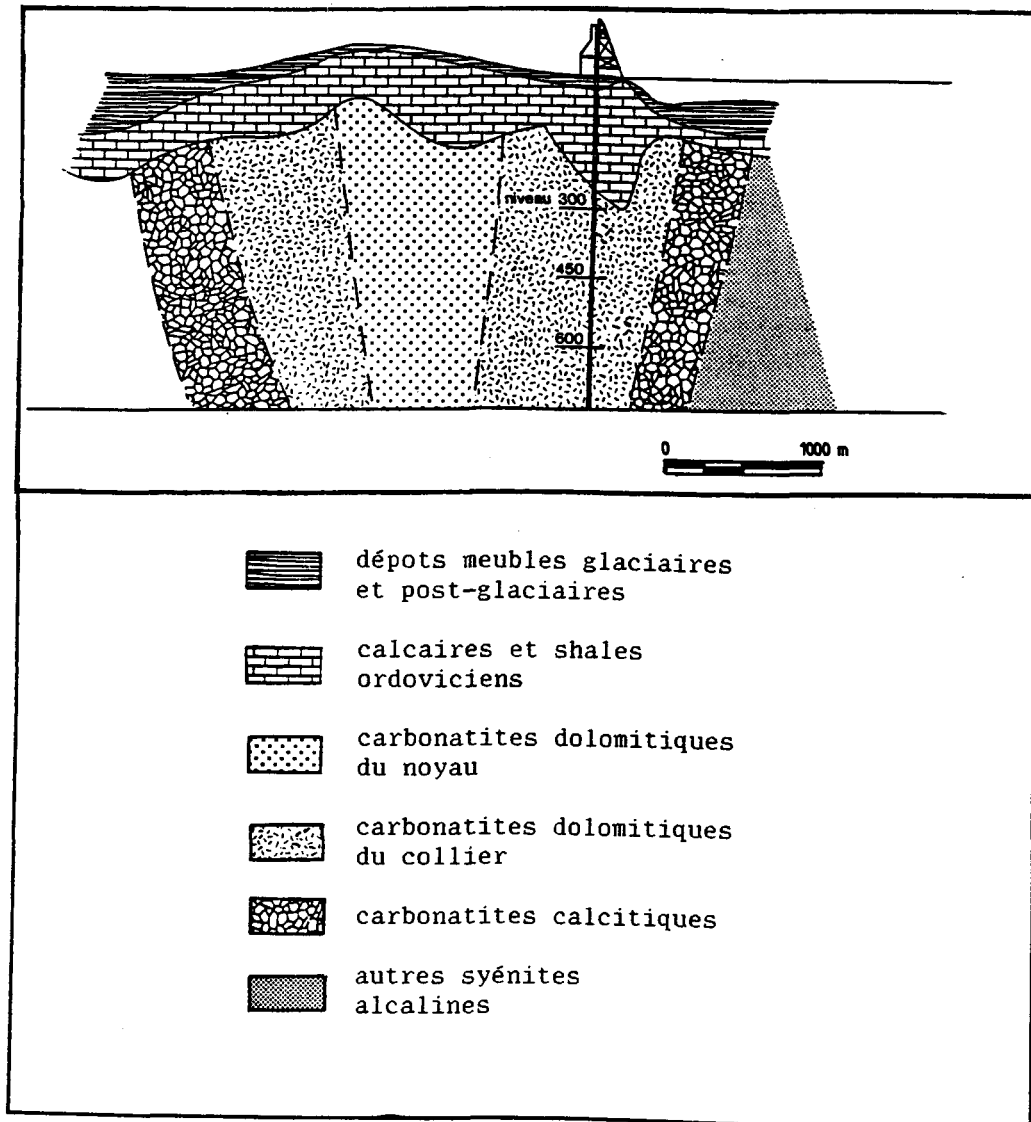 niveau 300
450
600
0 1000 m
dépots meubles glaciaires
et post-glaciaires
calcaires et shales
ordoviciens
carbonatites dolomitiques
du noyau
carbonatites dolomitiques
du collier
carbonatites calcitiques
autres syénites
alcalines